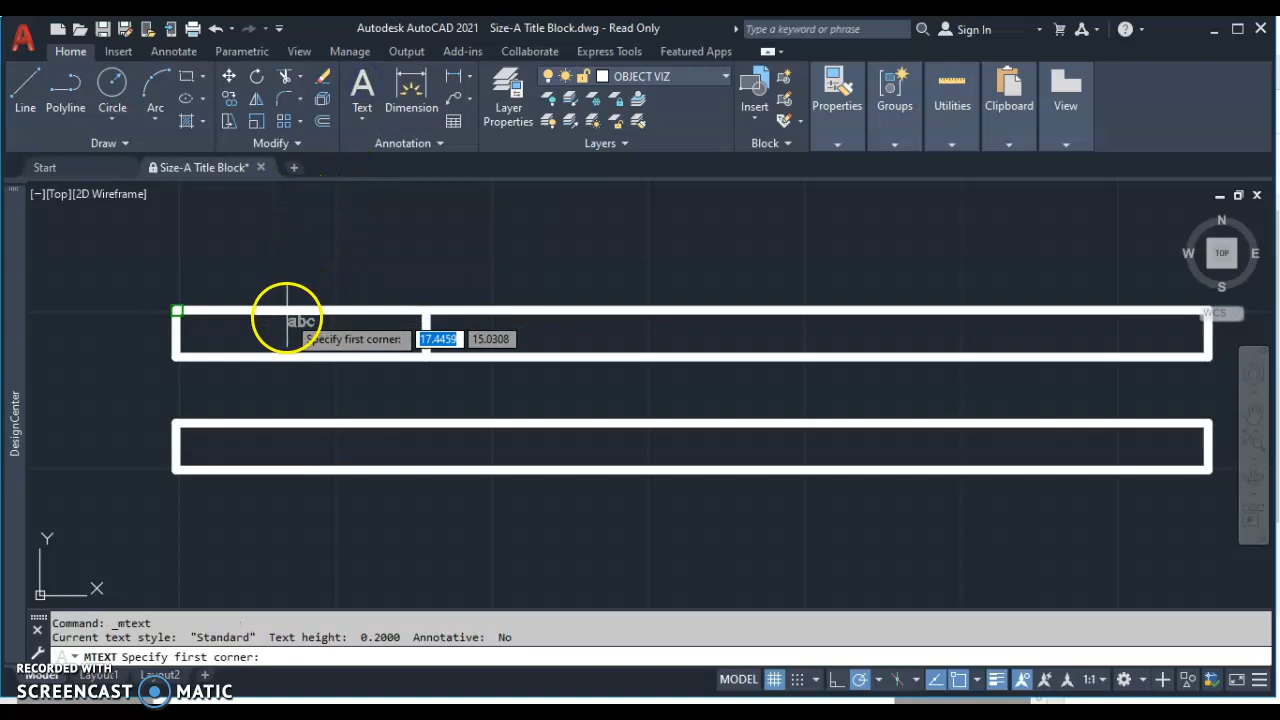 Autodesk AutoCAD 2021 Size-A Title Block.dwg - Read Only
Type a keyword or phrase
Sign In
Home Insert Annotate Parametric View Manage Output Add-ins Collaborate Express Tools Featured Apps
OBJECT VIZ
Line Polyline Circle Arc
Text Dimension
Layer Properties
Insert
Properties Groups Utilities Clipboard View
Draw Modify Annotation Layers Block
Start Size-A Title Block*
[−][Top][2D Wireframe]
N
W TOP E
S
WCS
abc
Specify first corner: 17.4459 15.0308
DesignCenter
Y
X
Command: _mtext
Current text style: "Standard" Text height: 0.2000 Annotative: No
MTEXT Specify first corner:
RECORDED WITH
SCREENCAST MATIC
Model Layout1 Layout2 +
MODEL 1:1